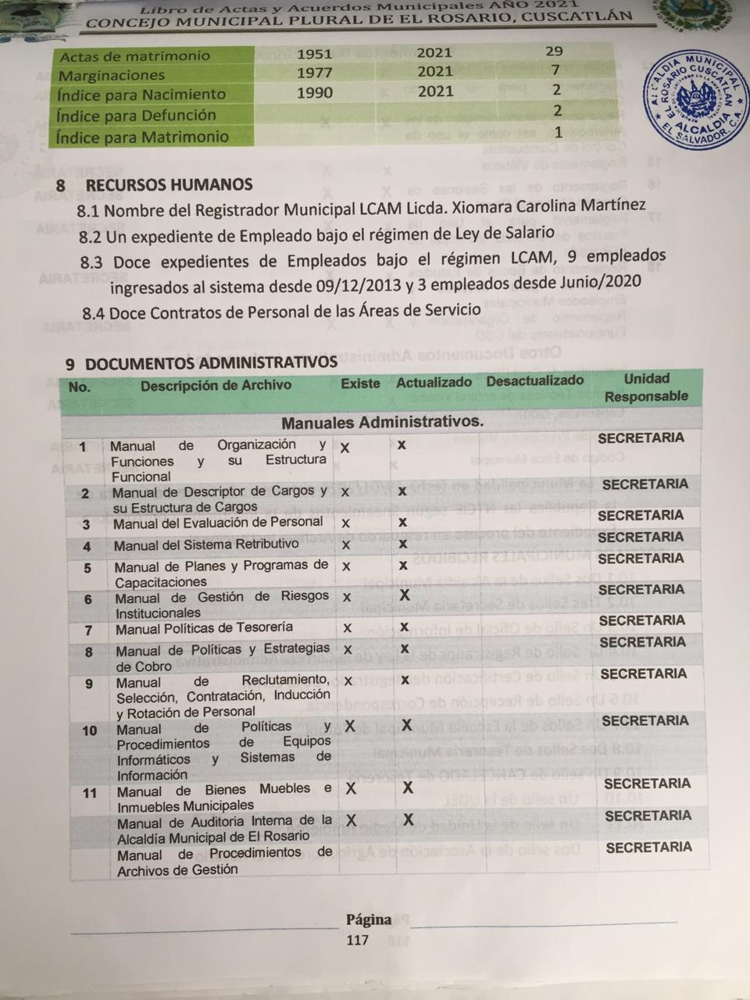 Libro de Actas y Acuerdos Municipales AÑO 2021
CONCEJO MUNICIPAL PLURAL DE EL ROSARIO, CUSCATLÁN
Actas de matrimonio 1951 2021 29
Marginaciones 1977 2021 7
Índice para Nacimiento 1990 2021 2
Índice para Defunción 2
Índice para Matrimonio 1
ALCALDIA MUNICIPAL
EL ROSARIO CUSCATLAN
ALCALDIA
EL SALVADOR, C.A.
8 RECURSOS HUMANOS
8.1 Nombre del Registrador Municipal LCAM Licda. Xiomara Carolina Martínez
8.2 Un expediente de Empleado bajo el régimen de Ley de Salario
8.3 Doce expedientes de Empleados bajo el régimen LCAM, 9 empleados
ingresados al sistema desde 09/12/2013 y 3 empleados desde Junio/2020
8.4 Doce Contratos de Personal de las Áreas de Servicio
9 DOCUMENTOS ADMINISTRATIVOS
No. Descripción de Archivo Existe Actualizado Desactualizado Unidad
Responsable
Manuales Administrativos.
1 Manual de Organización y X X SECRETARIA
Funciones y su Estructura
Funcional
2 Manual de Descriptor de Cargos y X X SECRETARIA
su Estructura de Cargos
3 Manual del Evaluación de Personal X X SECRETARIA
4 Manual del Sistema Retributivo X X SECRETARIA
5 Manual de Planes y Programas de X X SECRETARIA
Capacitaciones
6 Manual de Gestión de Riesgos X X SECRETARIA
Institucionales
7 Manual Políticas de Tesorería X X SECRETARIA
8 Manual de Políticas y Estrategias X X SECRETARIA
de Cobro
9 Manual de Reclutamiento, X X SECRETARIA
Selección, Contratación, Inducción
y Rotación de Personal
10 Manual de Políticas y X X SECRETARIA
Procedimientos de Equipos
Informáticos y Sistemas de
Información
11 Manual de Bienes Muebles e X X SECRETARIA
Inmuebles Municipales
Manual de Auditoria Interna de la X X SECRETARIA
Alcaldía Municipal de El Rosario
Manual de Procedimientos de SECRETARIA
Archivos de Gestión
Página
117